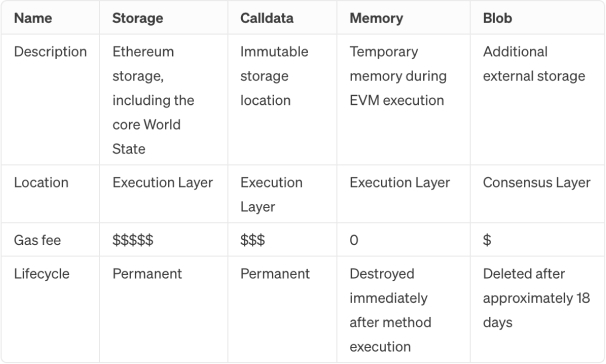 Name Storage Calldata Memory Blob
Description Ethereum Immutable Temporary Additional
storage, storage memory during external storage
including the location EVM execution
core World
State
Location Execution Layer Execution Execution Layer Consensus Layer
Layer
Gas fee $$$$$ $$$ 0 $
Lifecycle Permanent Permanent Destroyed Deleted after
immediately approximately 18
after method days
execution